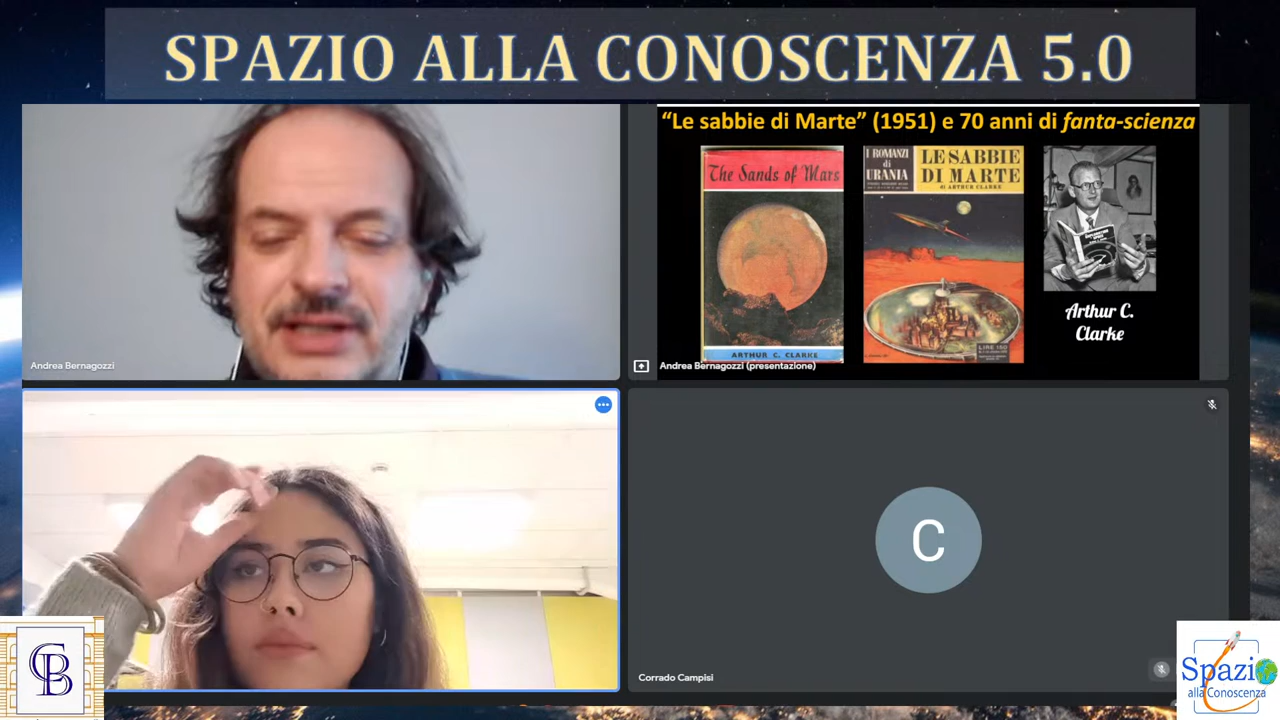 SPAZIO ALLA CONOSCENZA 5.0
Andrea Bernagozzi
“Le sabbie di Marte” (1951) e 70 anni di fanta-scienza
The Sands of Mars
ARTHUR C. CLARKE
I ROMANZI
di
URANIA
LE SABBIE
DI MARTE
di ARTHUR CLARKE
LIRE 150
Arthur C.
Clarke
Andrea Bernagozzi (presentazione)
C
Corrado Campisi
CB
Spazio
alla Conoscenza